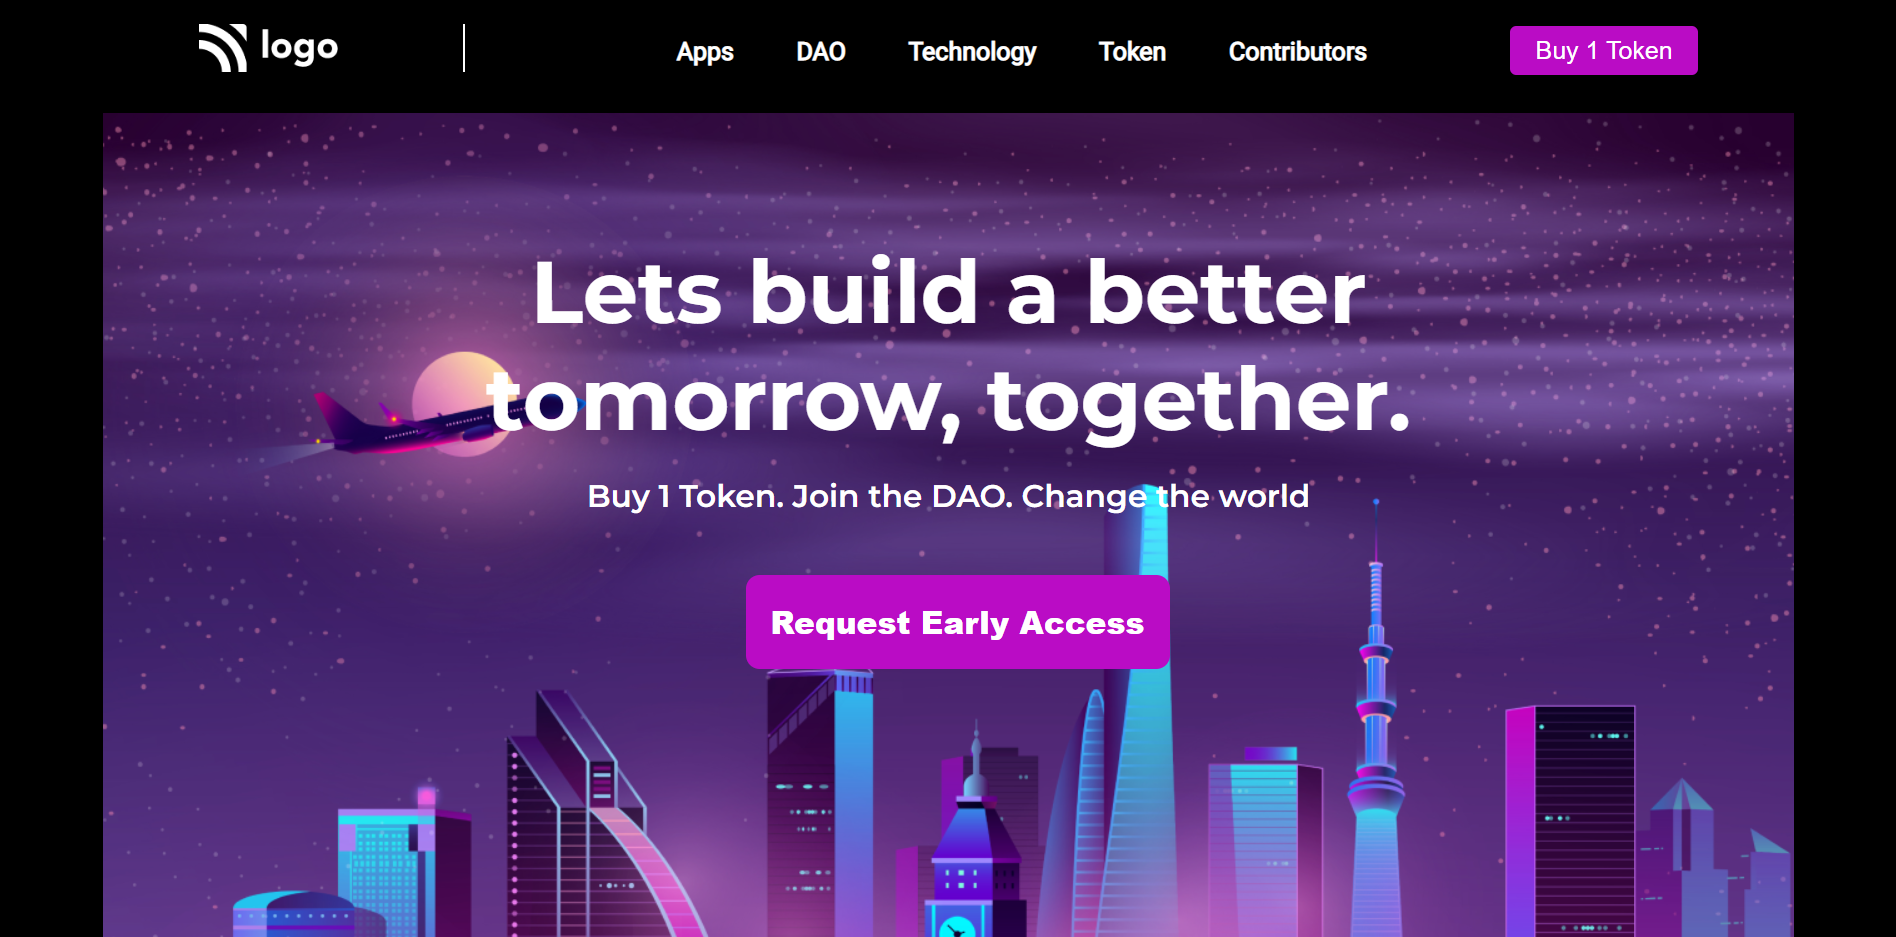 logo
Apps DAO Technology Token Contributors
Buy 1 Token
Lets build a better
tomorrow, together.
Buy 1 Token. Join the DAO. Change the world
Request Early Access